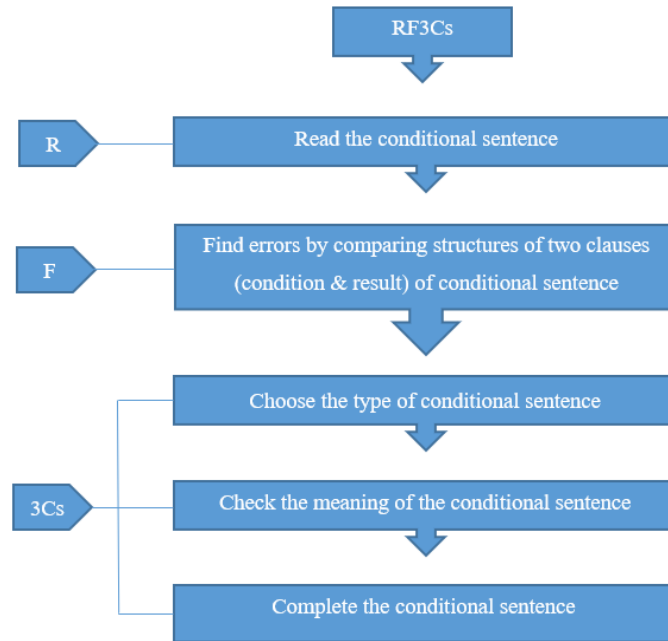 RF3Cs
R
Read the conditional sentence
F
Find errors by comparing structures of two clauses
(condition & result) of conditional sentence
Choose the type of conditional sentence
3Cs
Check the meaning of the conditional sentence
Complete the conditional sentence